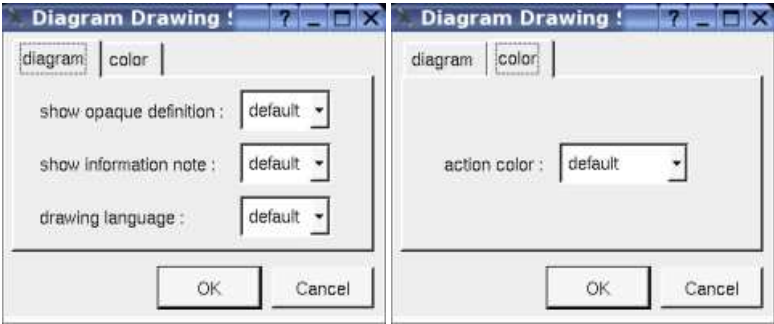 Diagram Drawing
diagram color
show opaque definition : default
show information note : default
drawing language : default
OK Cancel
Diagram Drawing
diagram color
action color : default
OK Cancel